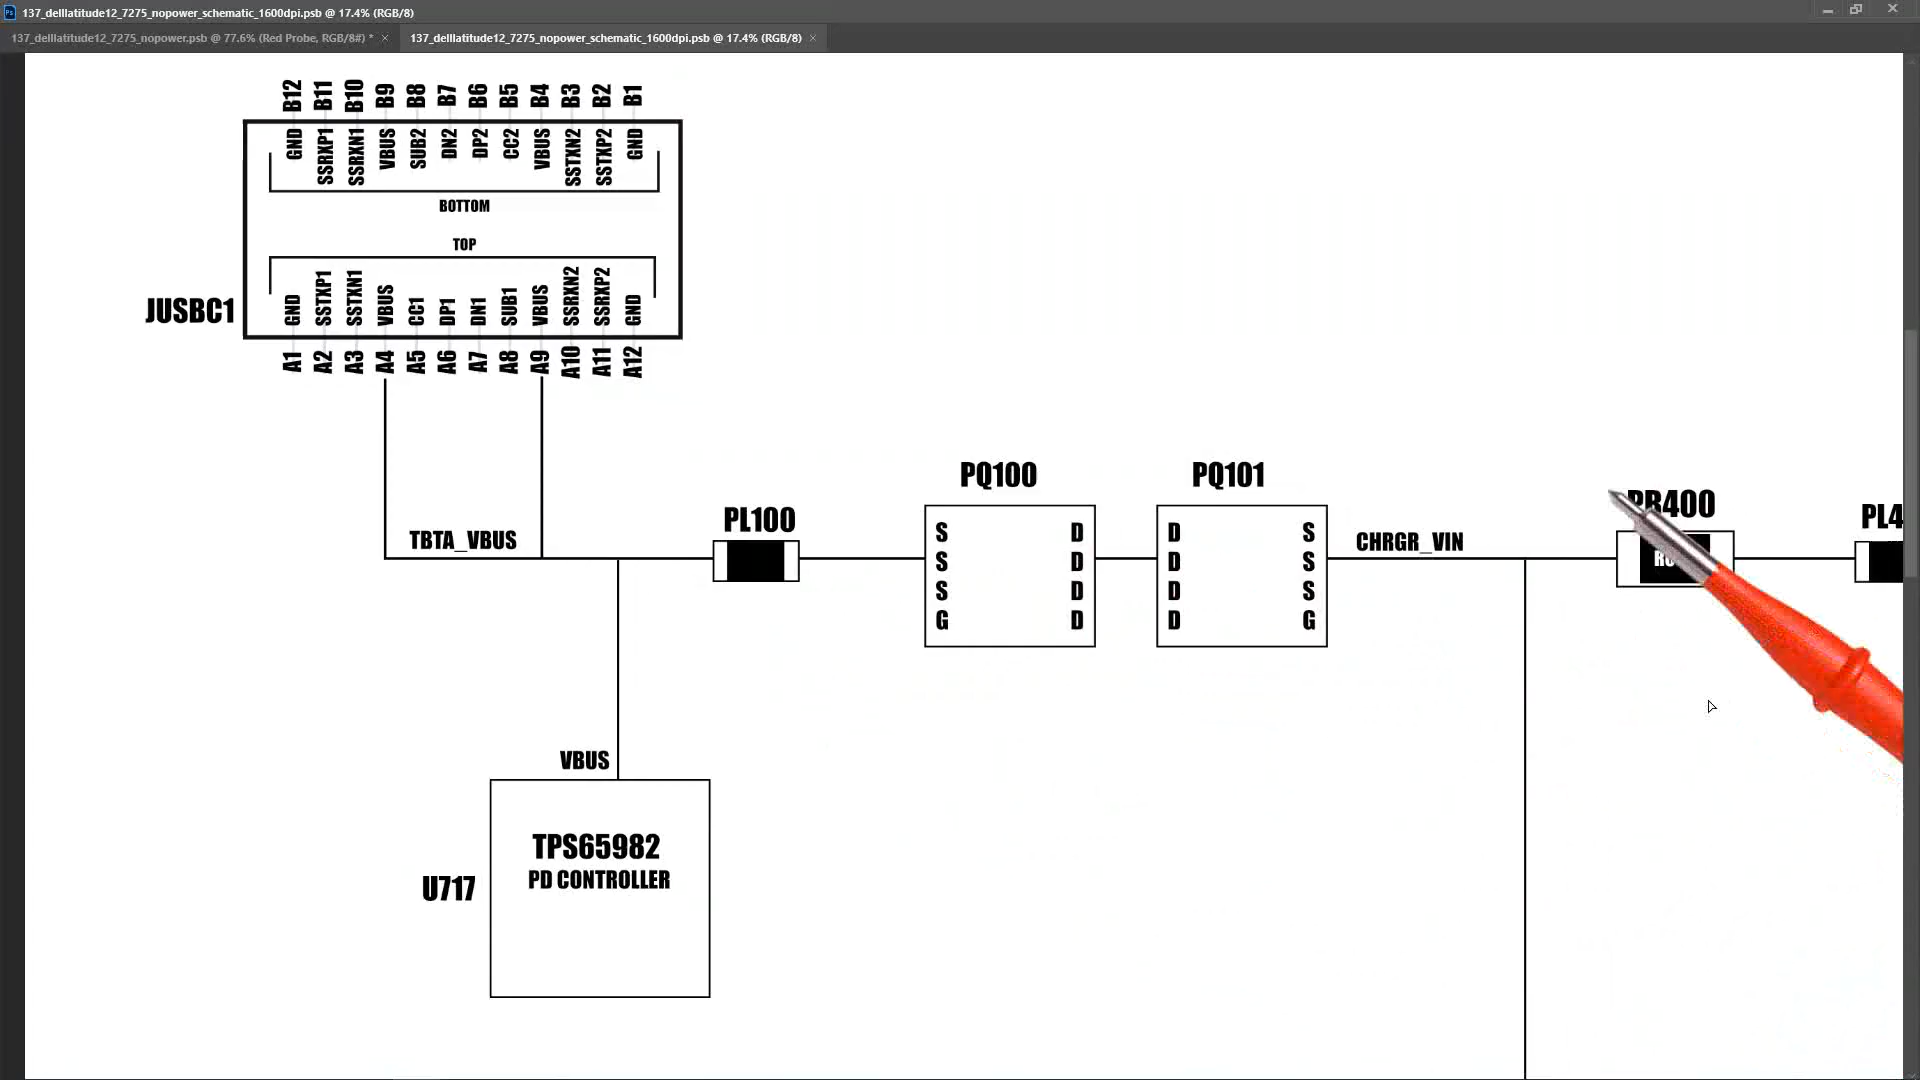 137_delllatitude12_7275_nopower_schematic_1600dpi.psb @ 17.4% (RGB/8)
137_delllatitude12_7275_nopower.psb @ 77.6% (Red Probe, RGB/8#) *
137_delllatitude12_7275_nopower_schematic_1600dpi.psb @ 17.4% (RGB/8)
B12 B11 B10 B9 B8 B7 B6 B5 B4 B3 B2 B1
GND SSRXP1 SSRXN1 VBUS SUB2 DN2 DP2 CC2 VBUS SSTXN2 SSTXP2 GND
BOTTOM
TOP
GND SSTXP1 SSTXN1 VBUS CC1 DP1 DN1 SUB1 VBUS SSRXN2 SSRXP2 GND
JUSBC1
A1 A2 A3 A4 A5 A6 A7 A8 A9 A10 A11 A12
TBTA_VBUS
PL100
PQ100
S D
S D
S D
G D
PQ101
D S
D S
D S
D G
CHRGR_VIN
PR400
PL4
VBUS
TPS65982
PD CONTROLLER
U717